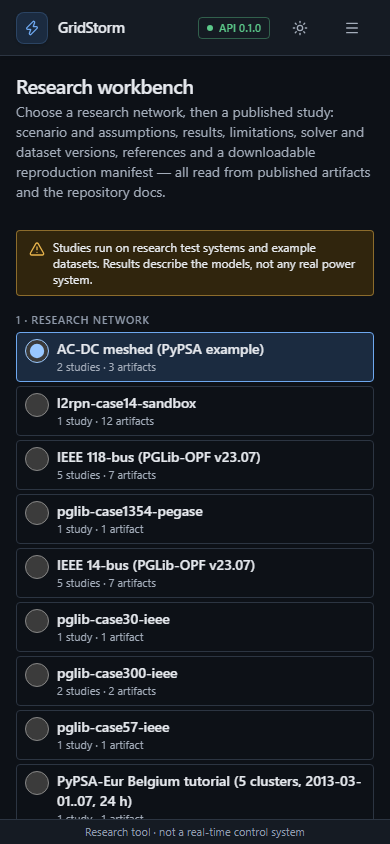 GridStorm
API 0.1.0
Research workbench
Choose a research network, then a published study:
scenario and assumptions, results, limitations, solver and
dataset versions, references and a downloadable
reproduction manifest — all read from published artifacts
and the repository docs.
Studies run on research test systems and example
datasets. Results describe the models, not any real power
system.
1 · RESEARCH NETWORK
AC-DC meshed (PyPSA example)
2 studies · 3 artifacts
l2rpn-case14-sandbox
1 study · 12 artifacts
IEEE 118-bus (PGLib-OPF v23.07)
5 studies · 7 artifacts
pglib-case1354-pegase
1 study · 1 artifact
IEEE 14-bus (PGLib-OPF v23.07)
5 studies · 7 artifacts
pglib-case30-ieee
1 study · 1 artifact
pglib-case300-ieee
2 studies · 2 artifacts
pglib-case57-ieee
1 study · 1 artifact
PyPSA-Eur Belgium tutorial (5 clusters, 2013-03-
01..07, 24 h)
1 study · 1 artifact
Research tool · not a real-time control system